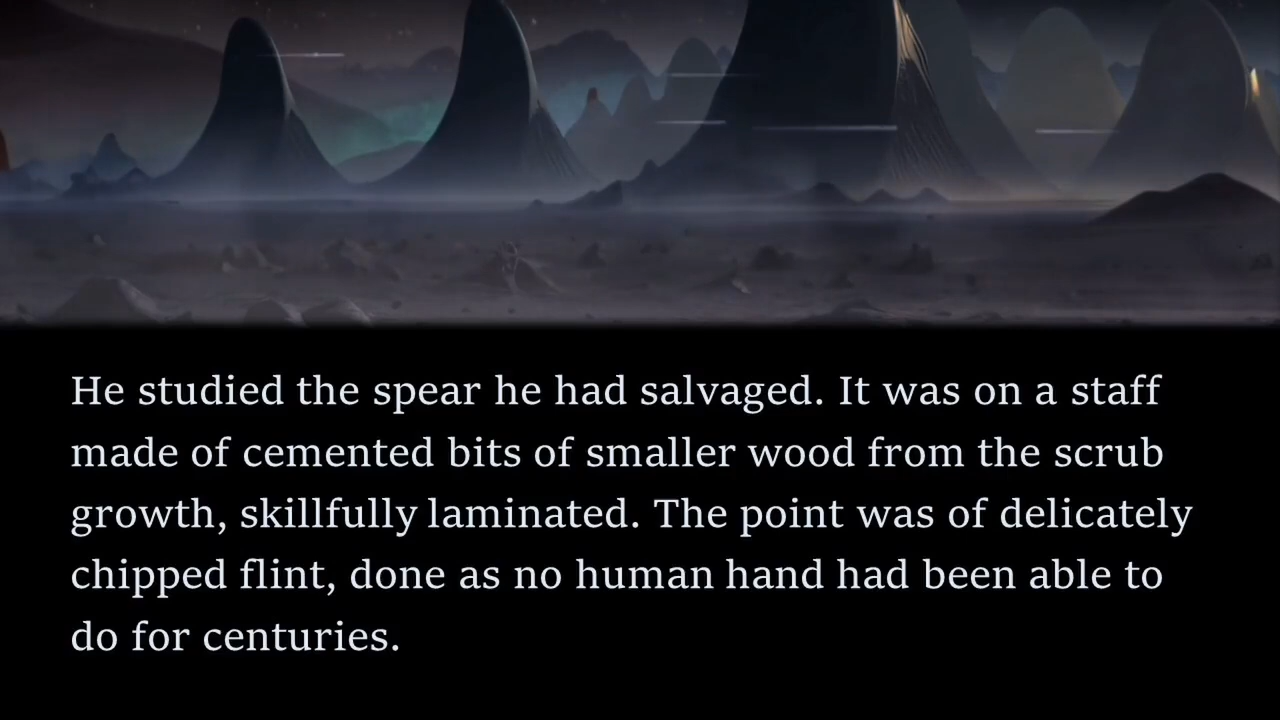 He studied the spear he had salvaged. It was on a staff
made of cemented bits of smaller wood from the scrub
growth, skillfully laminated. The point was of delicately
chipped flint, done as no human hand had been able to
do for centuries.